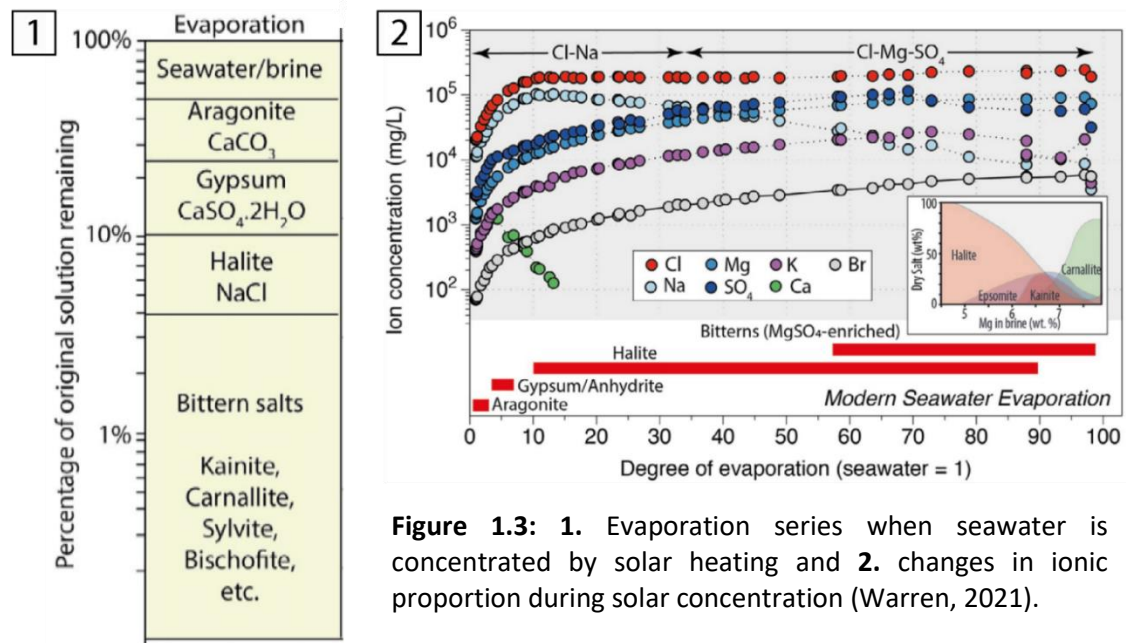 1
Evaporation
Percentage of original solution remaining
100%
10%
1%
Seawater/brine
Aragonite
CaCO₃
Gypsum
CaSO₄.2H₂O
Halite
NaCl
Bittern salts
Kainite,
Carnallite,
Sylvite,
Bischofite,
etc.
2
Ion concentration (mg/L)
10⁶
10⁵
10⁴
10³
10²
Cl-Na
Cl-Mg-SO₄
Cl Mg K Br
Na SO₄ Ca
Dry Salt (wt%)
100
50
0
Halite
Carnallite
Epsomite
Kainite
5 6 7
Mg in brine (wt. %)
Bitterns (MgSO₄-enriched)
Halite
Gypsum/Anhydrite
Aragonite
Modern Seawater Evaporation
0 10 20 30 40 50 60 70 80 90 100
Degree of evaporation (seawater = 1)
Figure 1.3: 1. Evaporation series when seawater is
concentrated by solar heating and 2. changes in ionic
proportion during solar concentration (Warren, 2021).